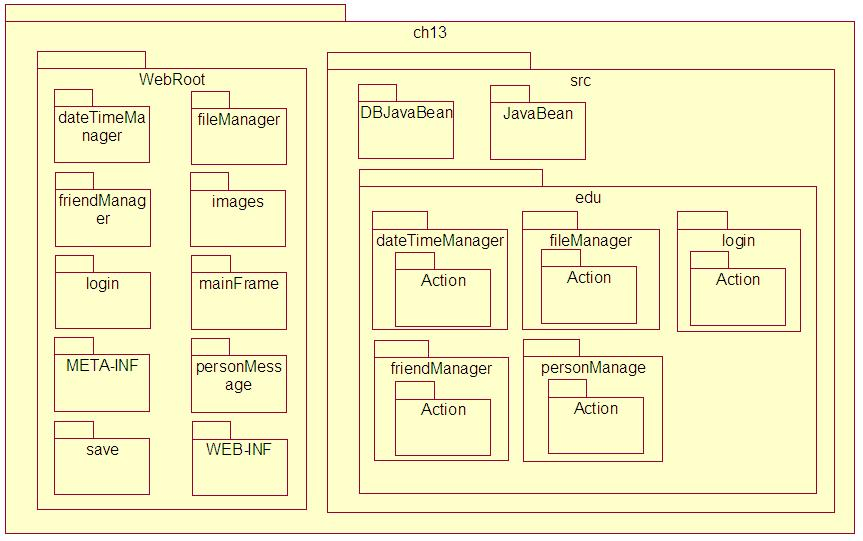 ch13
WebRoot
dateTimeMa
nager
fileManager
friendManag
er
images
login
mainFrame
META-INF
personMess
age
save
WEB-INF
src
DBJavaBean
JavaBean
edu
dateTimeManager
Action
fileManager
Action
login
Action
friendManager
Action
personManage
Action